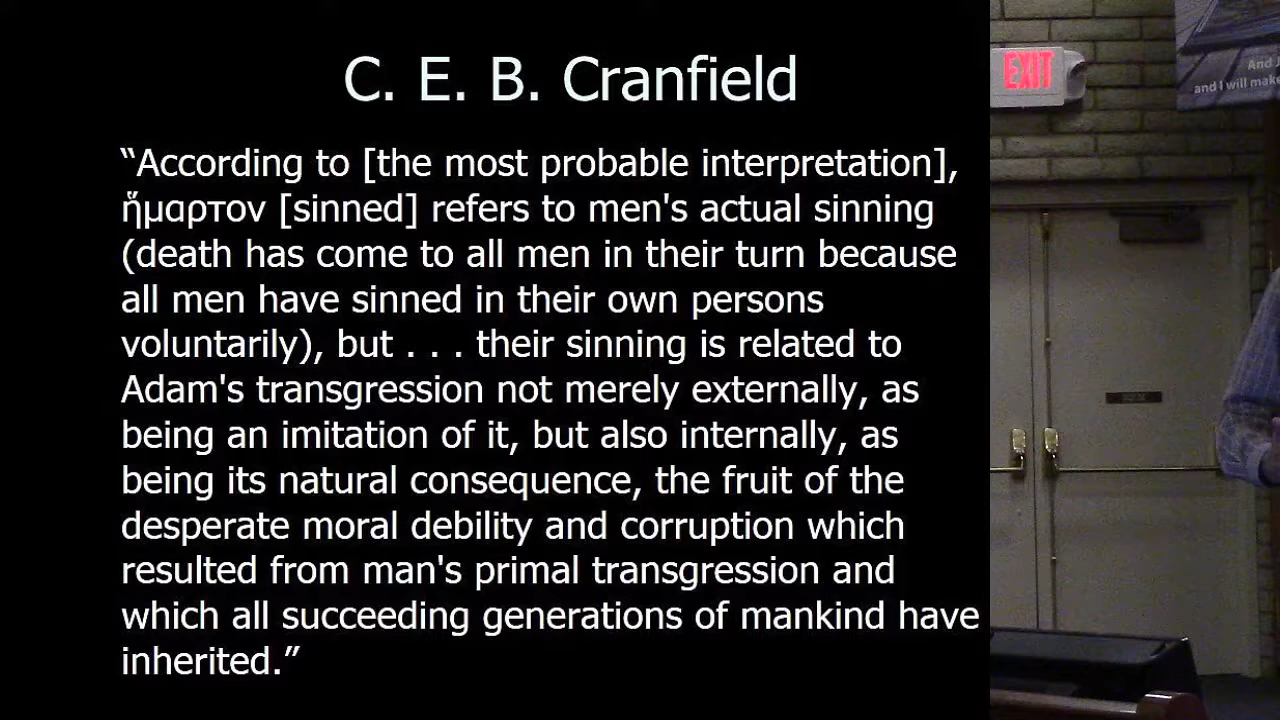 C. E. B. Cranfield
“According to [the most probable interpretation],
ἥμαρτον [sinned] refers to men's actual sinning
(death has come to all men in their turn because
all men have sinned in their own persons
voluntarily), but . . . their sinning is related to
Adam's transgression not merely externally, as
being an imitation of it, but also internally, as
being its natural consequence, the fruit of the
desperate moral debility and corruption which
resulted from man's primal transgression and
which all succeeding generations of mankind have
inherited.”
EXIT
And
and I will make